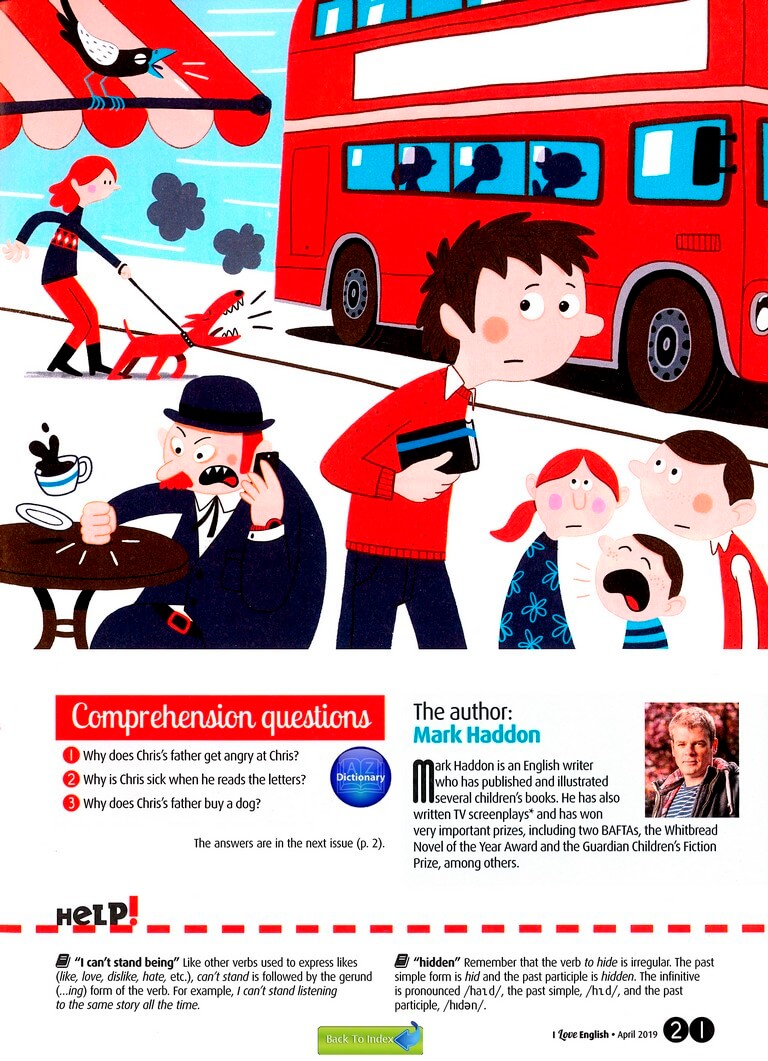 Comprehension questions
1 Why does Chris's father get angry at Chris?
2 Why is Chris sick when he reads the letters?
3 Why does Chris's father buy a dog?
A Z
Dictionary
The answers are in the next issue (p. 2).
The author:
Mark Haddon
Mark Haddon is an English writer
who has published and illustrated
several children's books. He has also
written TV screenplays* and has won
very important prizes, including two BAFTAs, the Whitbread
Novel of the Year Award and the Guardian Children's Fiction
Prize, among others.
HeLP!
"I can't stand being" Like other verbs used to express likes
(like, love, dislike, hate, etc.), can't stand is followed by the gerund
(...ing) form of the verb. For example, I can't stand listening
to the same story all the time.
"hidden" Remember that the verb to hide is irregular. The past
simple form is hid and the past participle is hidden. The infinitive
is pronounced /haɪd/, the past simple, /hɪd/, and the past
participle, /hɪdən/.
Back To Index
I Love English • April 2019 21